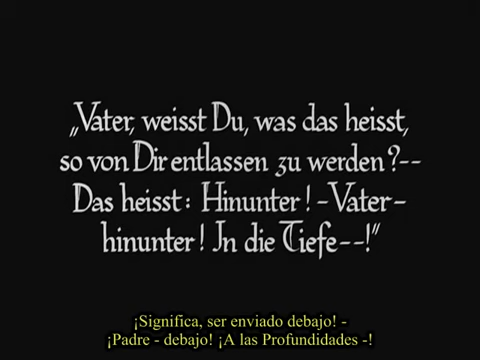 „Vater, weisst Du, was das heisst,
so von Dir entlassen zu werden?--
Das heisst: Hinunter! -Vater-
hinunter! In die Tiefe--!“
¡Significa, ser enviado debajo! -
¡Padre - debajo! ¡A las Profundidades -!